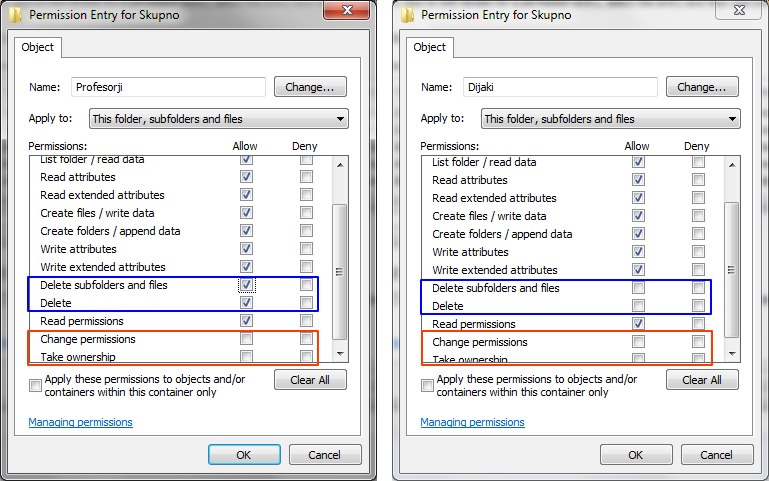 Permission Entry for Skupno
Object
Name: Profesorji Change...
Apply to: This folder, subfolders and files
Permissions: Allow Deny
List folder / read data
Read attributes
Read extended attributes
Create files / write data
Create folders / append data
Write attributes
Write extended attributes
Delete subfolders and files
Delete
Read permissions
Change permissions
Take ownership
Apply these permissions to objects and/or
containers within this container only
Clear All
Managing permissions
OK Cancel
Permission Entry for Skupno
Object
Name: Dijaki Change...
Apply to: This folder, subfolders and files
Permissions: Allow Deny
List folder / read data
Read attributes
Read extended attributes
Create files / write data
Create folders / append data
Write attributes
Write extended attributes
Delete subfolders and files
Delete
Read permissions
Change permissions
Take ownership
Apply these permissions to objects and/or
containers within this container only
Clear All
Managing permissions
OK Cancel